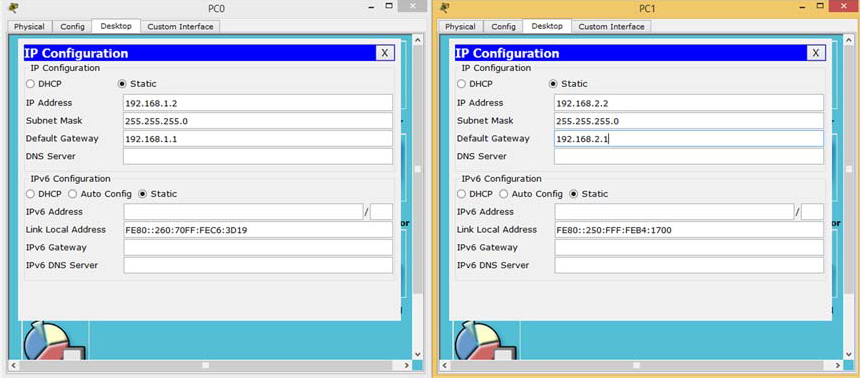 PC0
Physical Config Desktop Custom Interface
IP Configuration X
IP Configuration
DHCP Static
IP Address 192.168.1.2
Subnet Mask 255.255.255.0
Default Gateway 192.168.1.1
DNS Server
IPv6 Configuration
DHCP Auto Config Static
IPv6 Address /
Link Local Address FE80::260:70FF:FEC6:3D19
IPv6 Gateway
IPv6 DNS Server
or
PC1
Physical Config Desktop Custom Interface
IP Configuration X
IP Configuration
DHCP Static
IP Address 192.168.2.2
Subnet Mask 255.255.255.0
Default Gateway 192.168.2.1
DNS Server
IPv6 Configuration
DHCP Auto Config Static
IPv6 Address /
Link Local Address FE80::250:FFF:FEB4:1700
IPv6 Gateway
IPv6 DNS Server
or